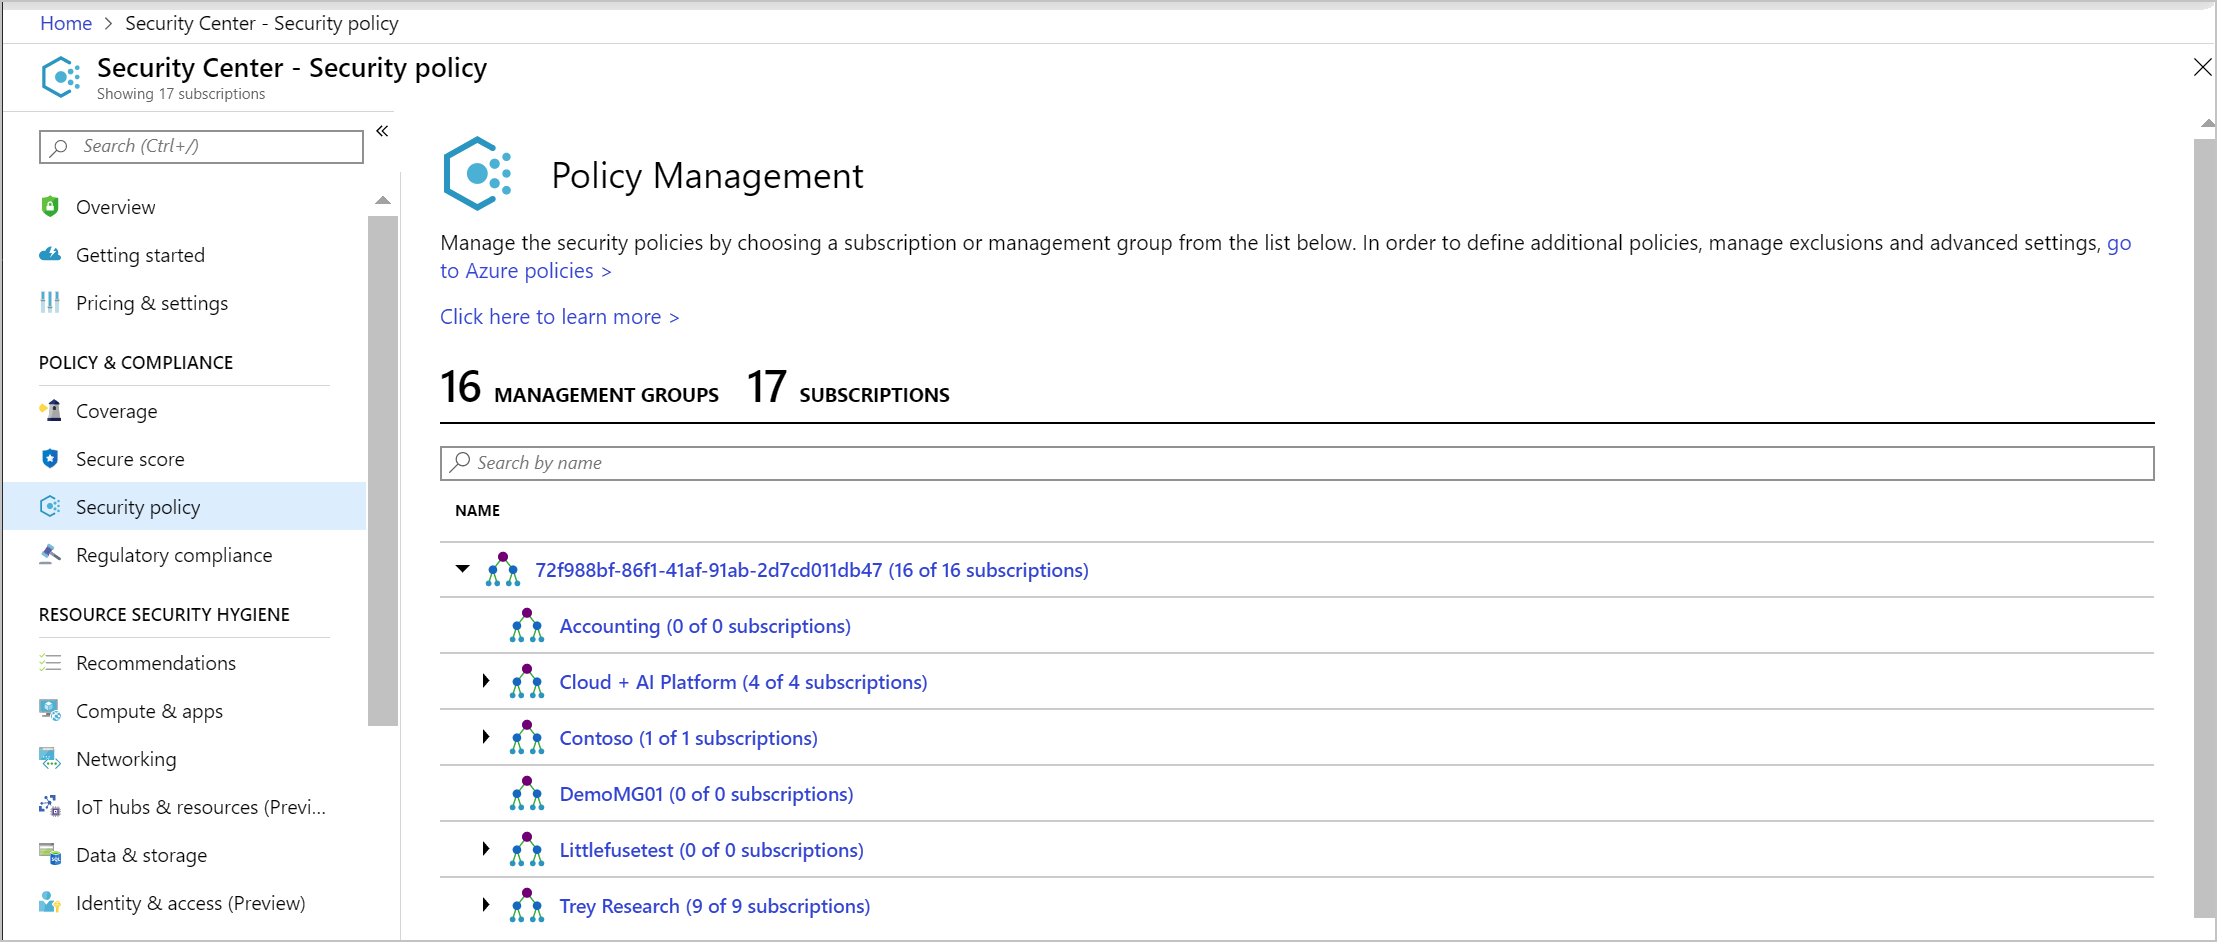 Home > Security Center - Security policy
Security Center - Security policy
Showing 17 subscriptions
Search (Ctrl+/)
«
Overview
Getting started
Pricing & settings
POLICY & COMPLIANCE
Coverage
Secure score
Security policy
Regulatory compliance
RESOURCE SECURITY HYGIENE
Recommendations
Compute & apps
Networking
IoT hubs & resources (Previ...
Data & storage
Identity & access (Preview)
Policy Management
Manage the security policies by choosing a subscription or management group from the list below. In order to define additional policies, manage exclusions and advanced settings, go
to Azure policies >
Click here to learn more >
16 MANAGEMENT GROUPS 17 SUBSCRIPTIONS
Search by name
NAME
72f988bf-86f1-41af-91ab-2d7cd011db47 (16 of 16 subscriptions)
Accounting (0 of 0 subscriptions)
Cloud + AI Platform (4 of 4 subscriptions)
Contoso (1 of 1 subscriptions)
DemoMG01 (0 of 0 subscriptions)
Littlefusetest (0 of 0 subscriptions)
Trey Research (9 of 9 subscriptions)